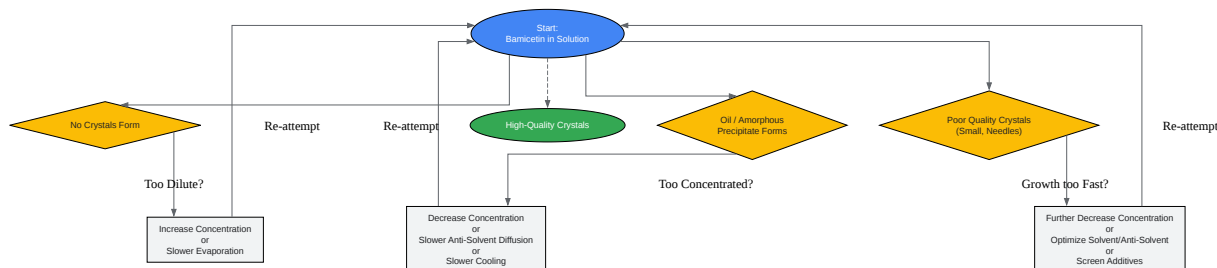 Start:
Bamicetin in Solution
No Crystals Form
Re-attempt
Re-attempt
High-Quality Crystals
Oil / Amorphous
Precipitate Forms
Poor Quality Crystals
(Small, Needles)
Re-attempt
Too Dilute?
Too Concentrated?
Growth too Fast?
Increase Concentration
or
Slower Evaporation
Decrease Concentration
or
Slower Anti-Solvent Diffusion
or
Slower Cooling
Further Decrease Concentration
or
Optimize Solvent/Anti-Solvent
or
Screen Additives